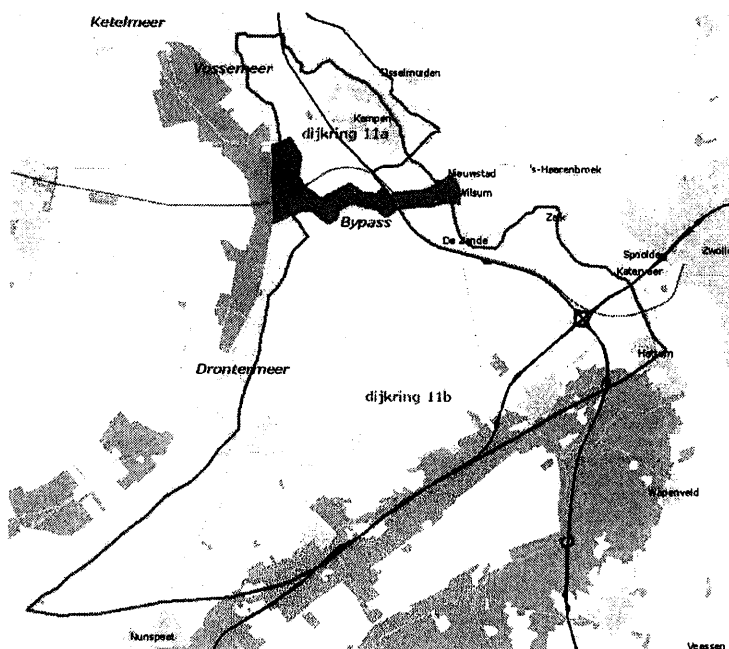 Ketelmeer
Vossemeer
IJsselmuiden
Kampen
dijkring 11a
Nieuwstad
's-Heerenbroek
Wilsum
Zalk
Bypass
De Zande
Spoolde
Zwolle
Katerveer
Hattem
Drontermeer
dijkring 11b
Wapenveld
Nunspeet
Veessen